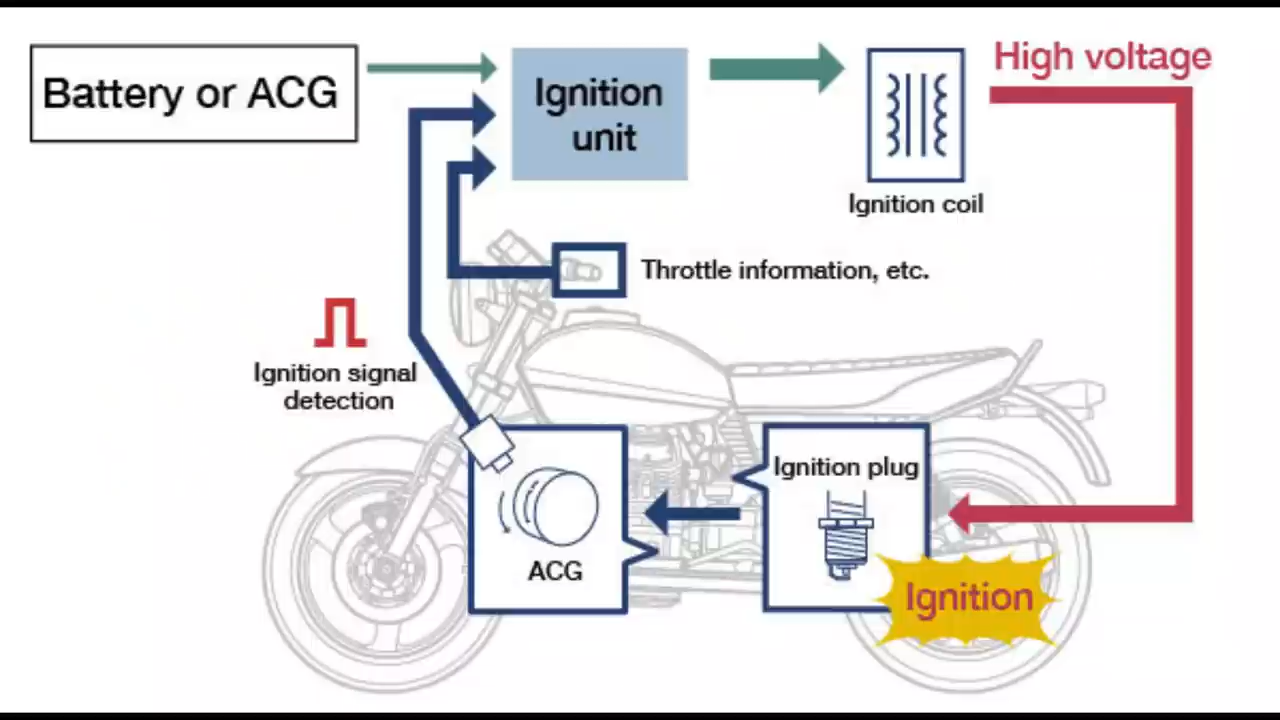 Battery or ACG
Ignition
unit
High voltage
Ignition coil
Throttle information, etc.
Ignition signal
detection
Ignition plug
ACG
Ignition